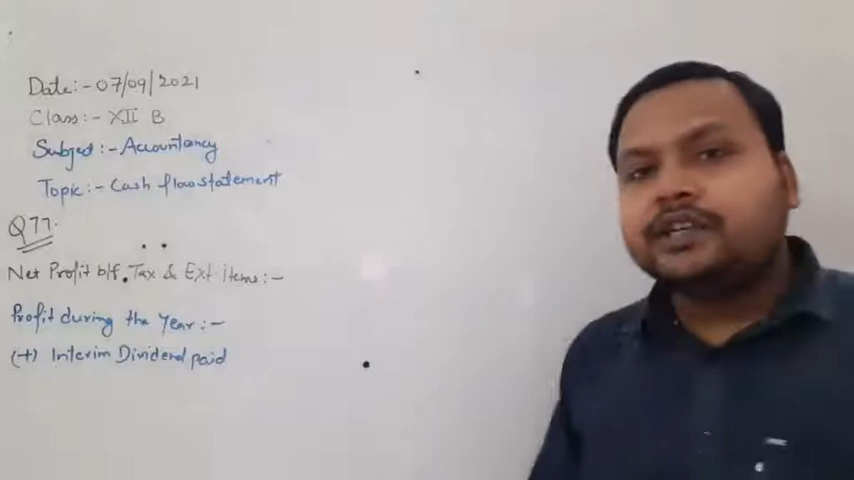 Date:- 07/09/2021
Class:- XII B
Subject:- Accountancy
Topic:- Cash flow statement
Q77.
Net Profit b/f. Tax & Ext. items:-
Profit during the Year:-
(+) Interim Dividend paid